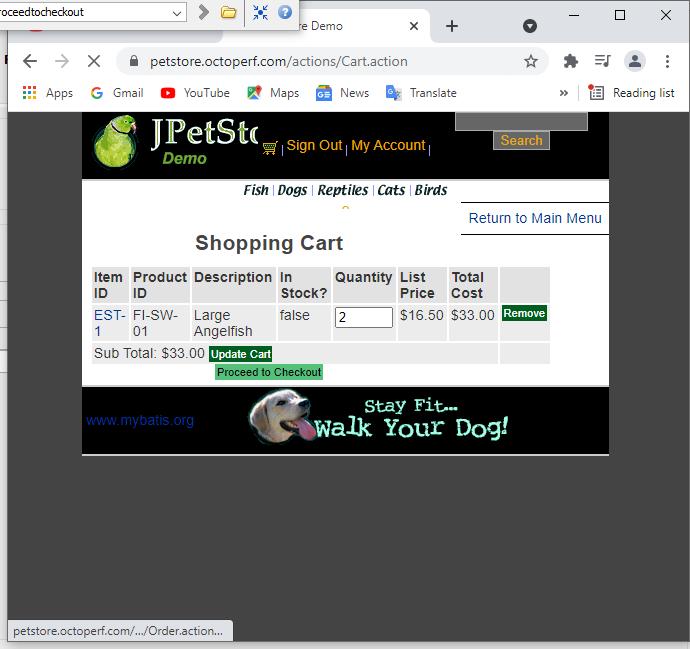 roceedtocheckout
re Demo
petstore.octoperf.com/actions/Cart.action
Apps Gmail YouTube Maps News Translate » Reading list
JPetSto
Demo
Sign Out | My Account |
Search
Fish | Dogs | Reptiles | Cats | Birds
Return to Main Menu
Shopping Cart
Item ID Product ID Description In Stock? Quantity List Price Total Cost
EST-1 FI-SW-01 Large Angelfish false 2 $16.50 $33.00 Remove
Sub Total: $33.00 Update Cart
Proceed to Checkout
www.mybatis.org
Stay Fit...
Walk Your Dog!
petstore.octoperf.com/.../Order.action...